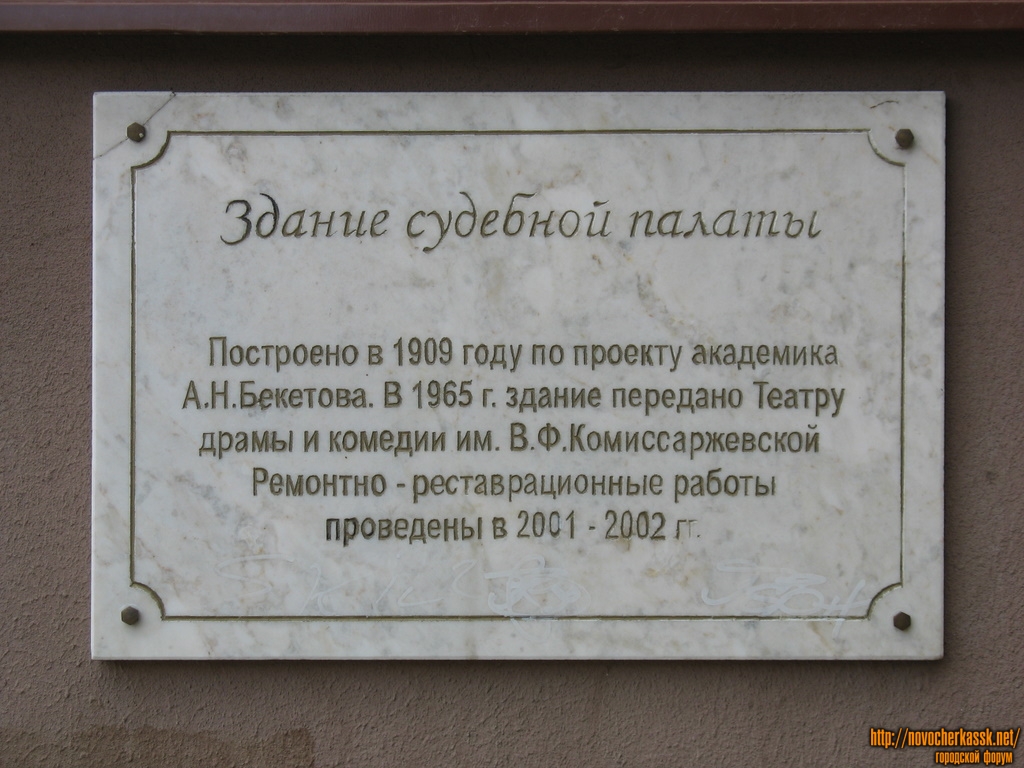 Здание судебной палаты
Построено в 1909 году по проекту академика
А.Н.Бекетова. В 1965 г. здание передано Театру
драмы и комедии им. В.Ф.Комиссаржевской
Ремонтно - реставрационные работы
проведены в 2001 - 2002 гг.
http://novocherkassk.net/
городской форум